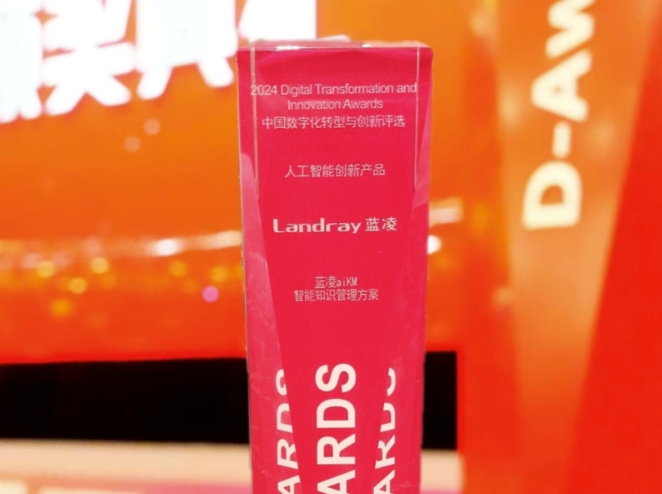 2024 Digital Transformation and
Innovation Awards
中国数字化转型与创新评选
人工智能创新产品
Landray 蓝凌
蓝凌aiKM
智能知识管理方案
ARDS
ARDS
ARDS
D-AW